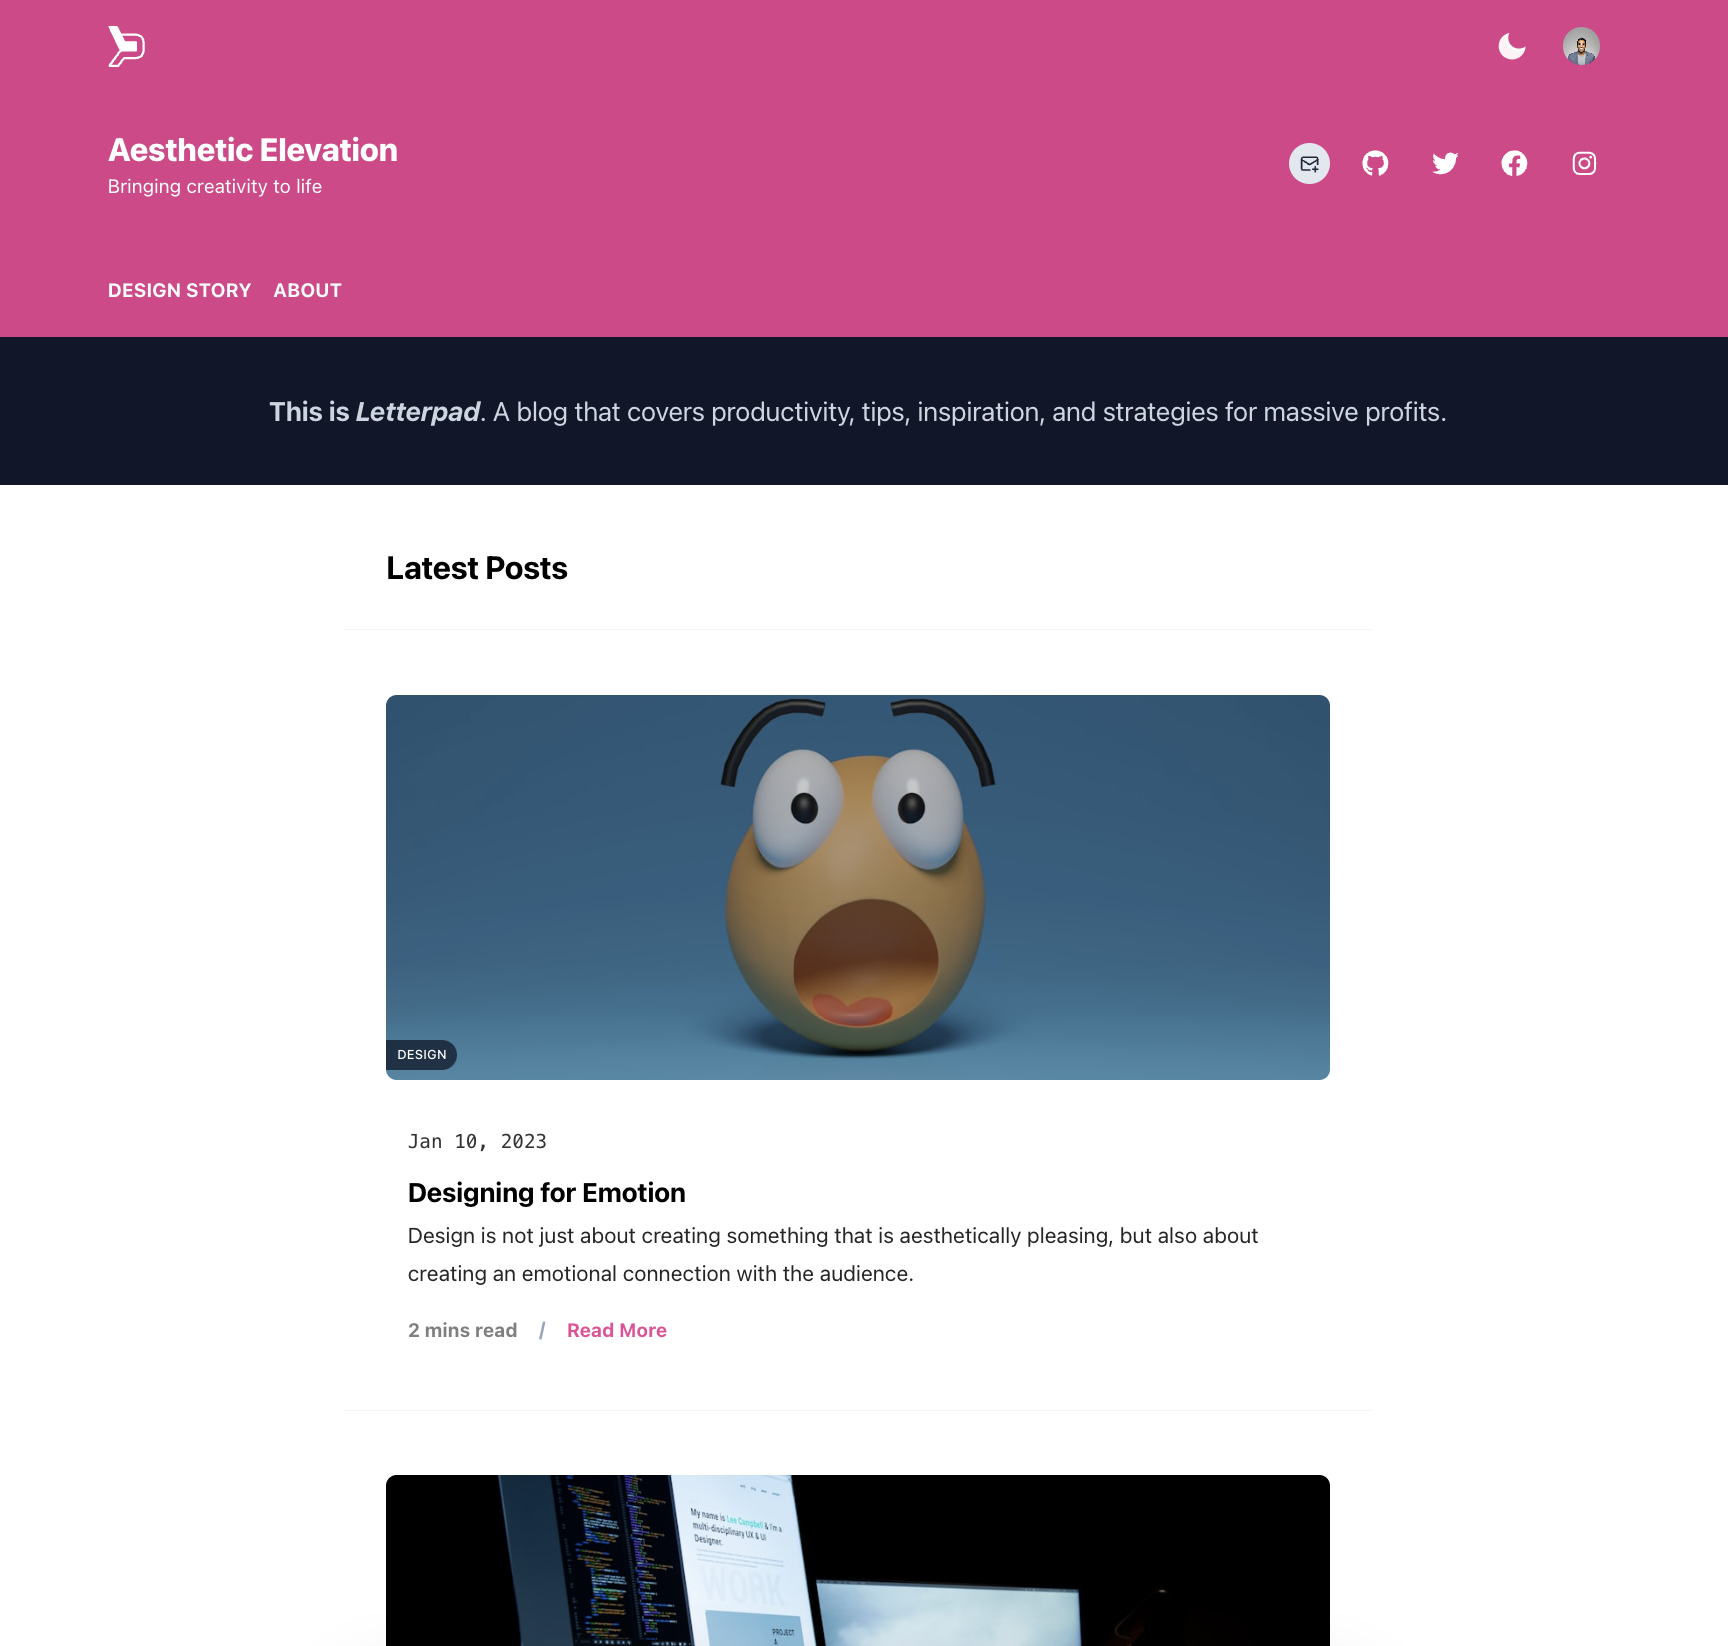 Aesthetic Elevation
Bringing creativity to life
DESIGN STORY ABOUT
This is Letterpad. A blog that covers productivity, tips, inspiration, and strategies for massive profits.
Latest Posts
DESIGN
Jan 10, 2023
Designing for Emotion
Design is not just about creating something that is aesthetically pleasing, but also about
creating an emotional connection with the audience.
2 mins read / Read More
My name is Lee Campbell & I'm a
multi-disciplinary UX & UI
Designer.
WORK
PROJECT
A